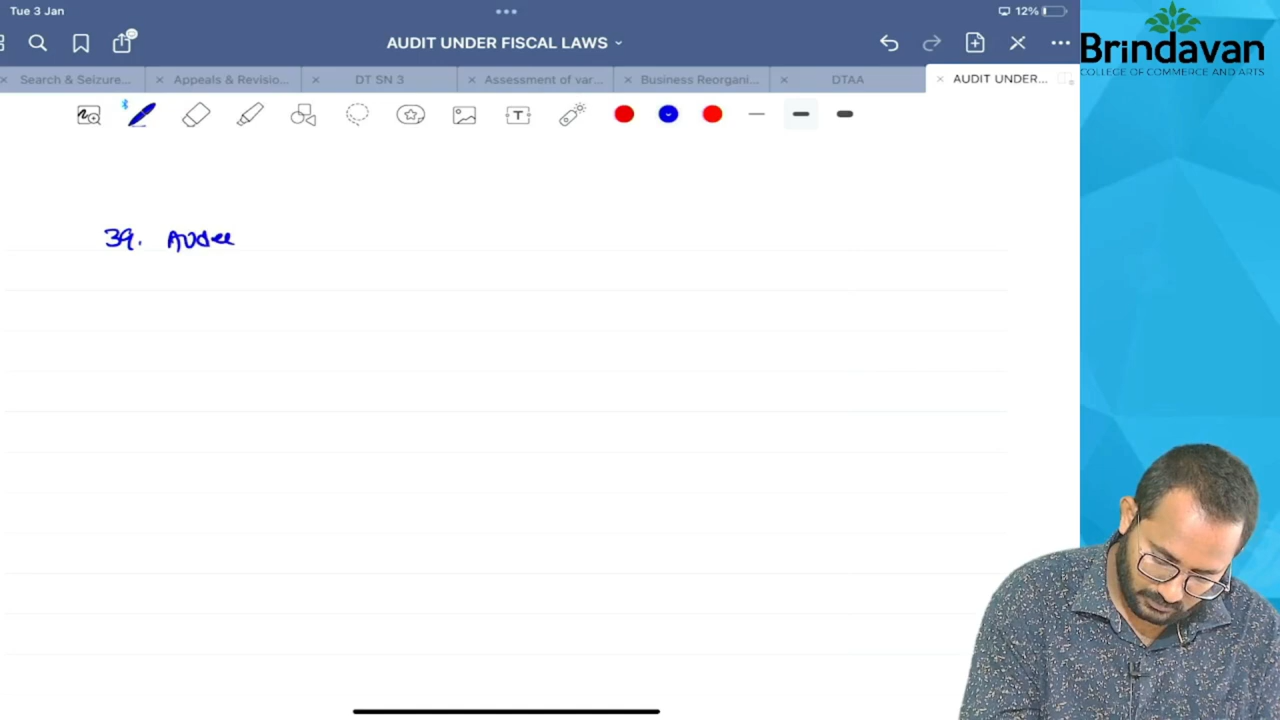 Tue 3 Jan
12%
AUDIT UNDER FISCAL LAWS
Search & Seizure...
Appeals & Revisio...
DT SN 3
Assessment of var...
Business Reorgani...
DTAA
AUDIT UNDER...
T
Brindavan
COLLEGE OF COMMERCE AND ARTS
39.